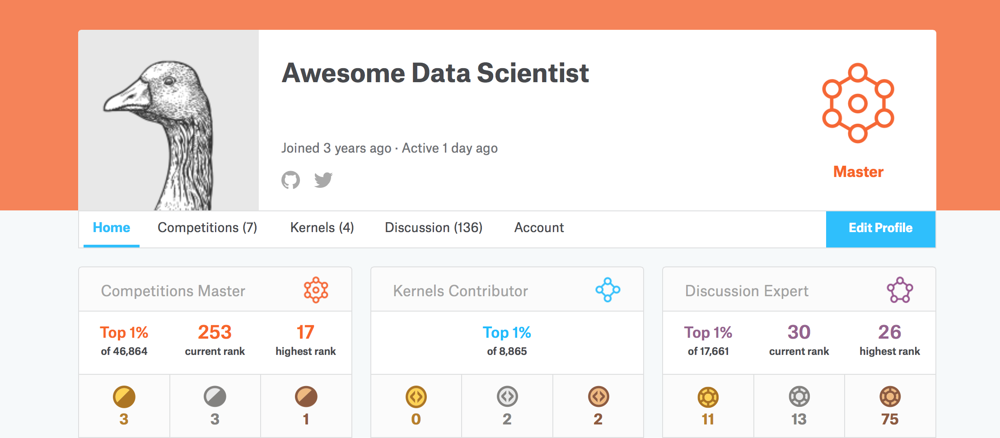 Awesome Data Scientist
Joined 3 years ago · Active 1 day ago
Master
Home Competitions (7) Kernels (4) Discussion (136) Account Edit Profile
Competitions Master
Top 1% 253 17
of 46,864 current rank highest rank
3 3 1
Kernels Contributor
Top 1%
of 8,865
0 2 2
Discussion Expert
Top 1% 30 26
of 17,661 current rank highest rank
11 13 75